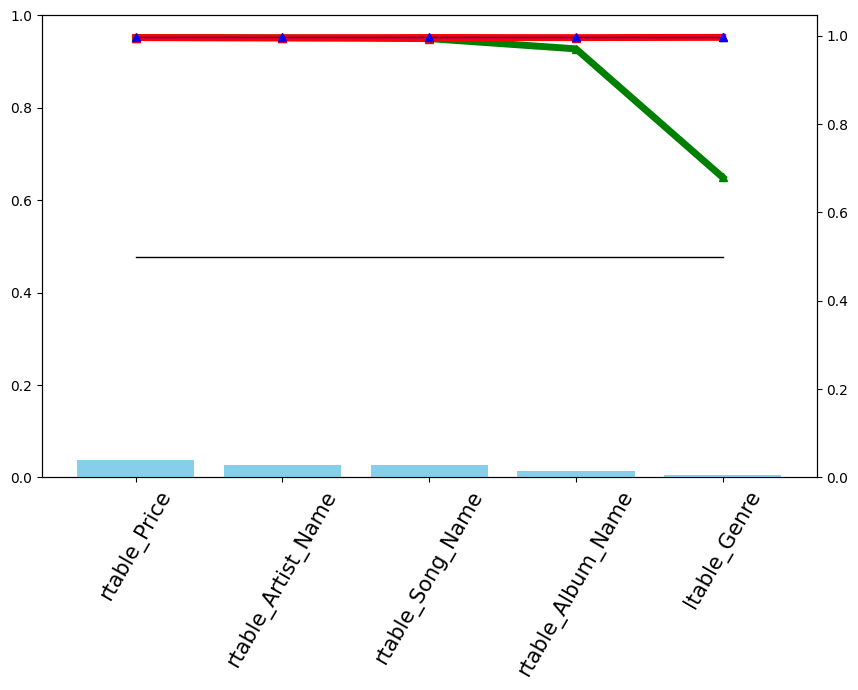 1.0
0.8
0.6
0.4
0.2
0.0
1.0
0.8
0.6
0.4
0.2
0.0
rtable_Price
rtable_Artist_Name
rtable_Song_Name
rtable_Album_Name
ltable_Genre